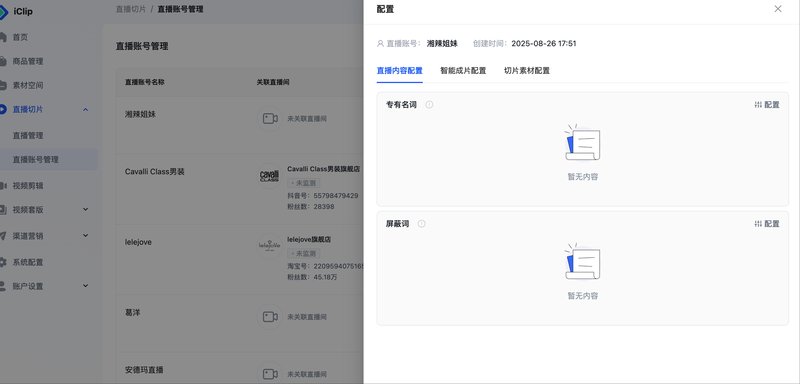 iClip
首页
商品管理
素材空间
直播切片
直播管理
直播账号管理
视频剪辑
视频套版
渠道营销
系统配置
账户设置
直播切片 / 直播账号管理
直播账号管理
直播账号名称 关联直播间
湘辣姐妹 未关联直播间
Cavalli Class男装 cavalli CLASS Cavalli Class男装旗舰店
未监测
抖音号: 55798479429
粉丝数: 28398
lelejove lelejove lelejove旗舰店
未监测
淘宝号: 2209594075165
粉丝数: 45.18万
葛洋 未关联直播间
安德玛直播 未关联直播间
配置
直播账号: 湘辣姐妹 创建时间: 2025-08-26 17:51
直播内容配置 智能成片配置 切片素材配置
专有名词 配置
暂无内容
屏蔽词 配置
暂无内容